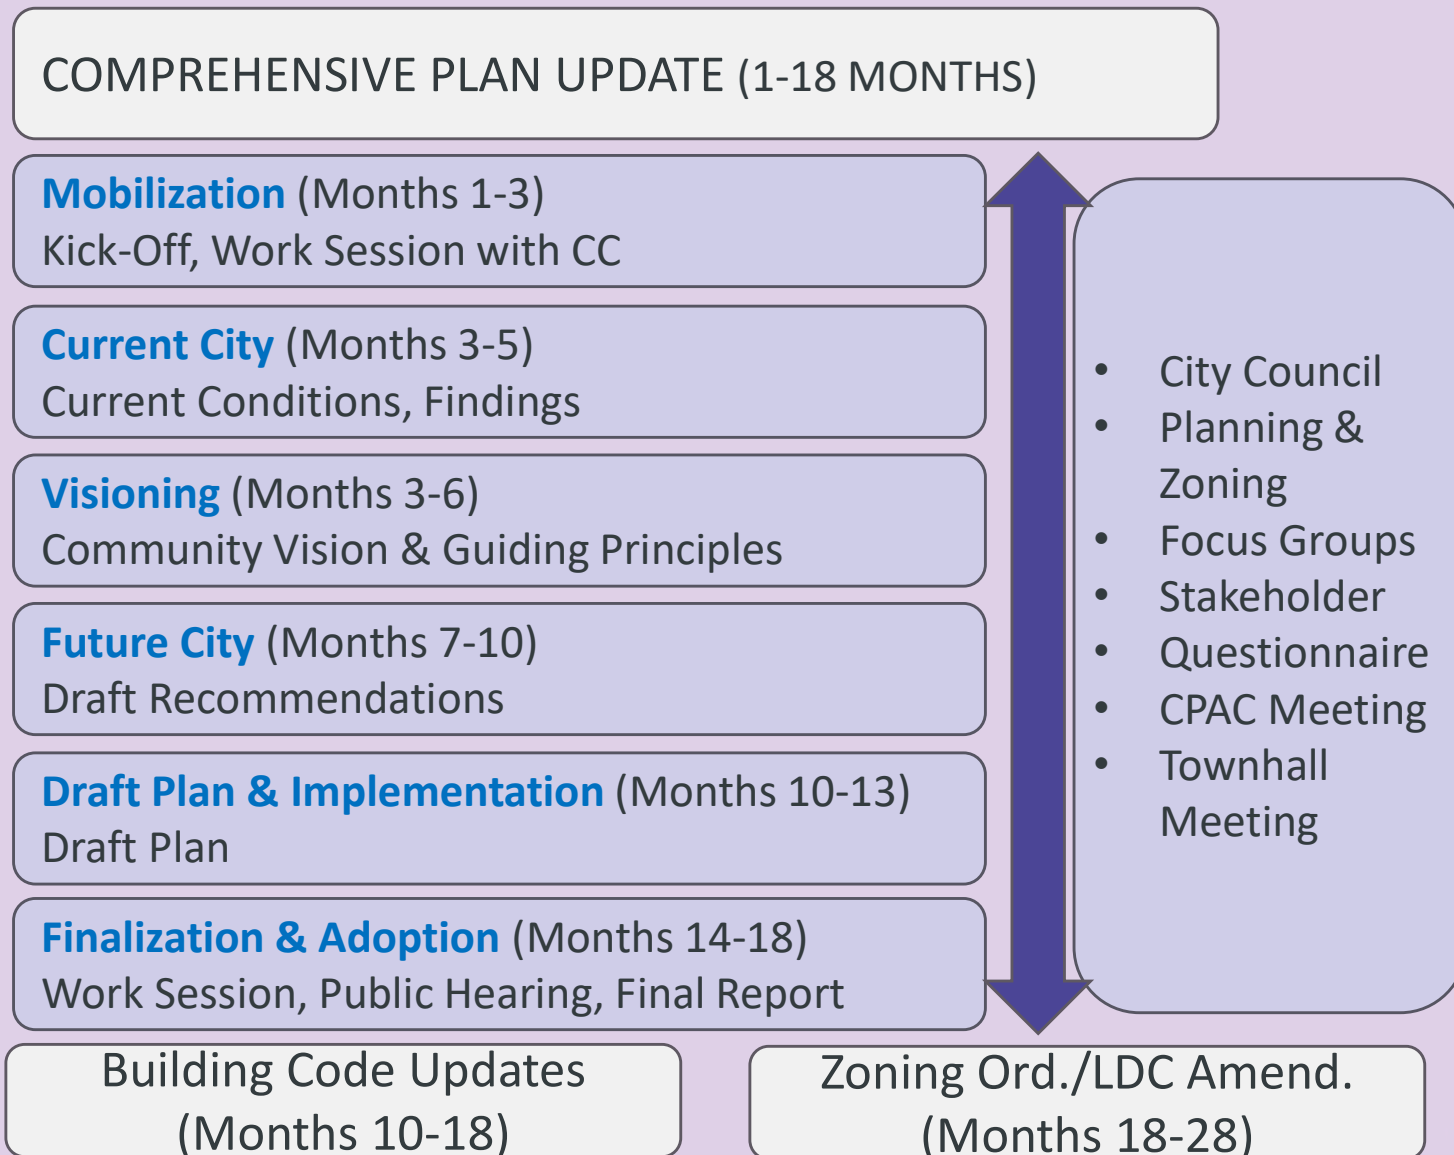 COMPREHENSIVE PLAN UPDATE (1-18 MONTHS)
Mobilization (Months 1-3)
Kick-Off, Work Session with CC
Current City (Months 3-5)
Current Conditions, Findings
Visioning (Months 3-6)
Community Vision & Guiding Principles
Future City (Months 7-10)
Draft Recommendations
Draft Plan & Implementation (Months 10-13)
Draft Plan
Finalization & Adoption (Months 14-18)
Work Session, Public Hearing, Final Report
• City Council
• Planning &
Zoning
• Focus Groups
• Stakeholder
• Questionnaire
• CPAC Meeting
• Townhall
Meeting
Building Code Updates
(Months 10-18)
Zoning Ord./LDC Amend.
(Months 18-28)